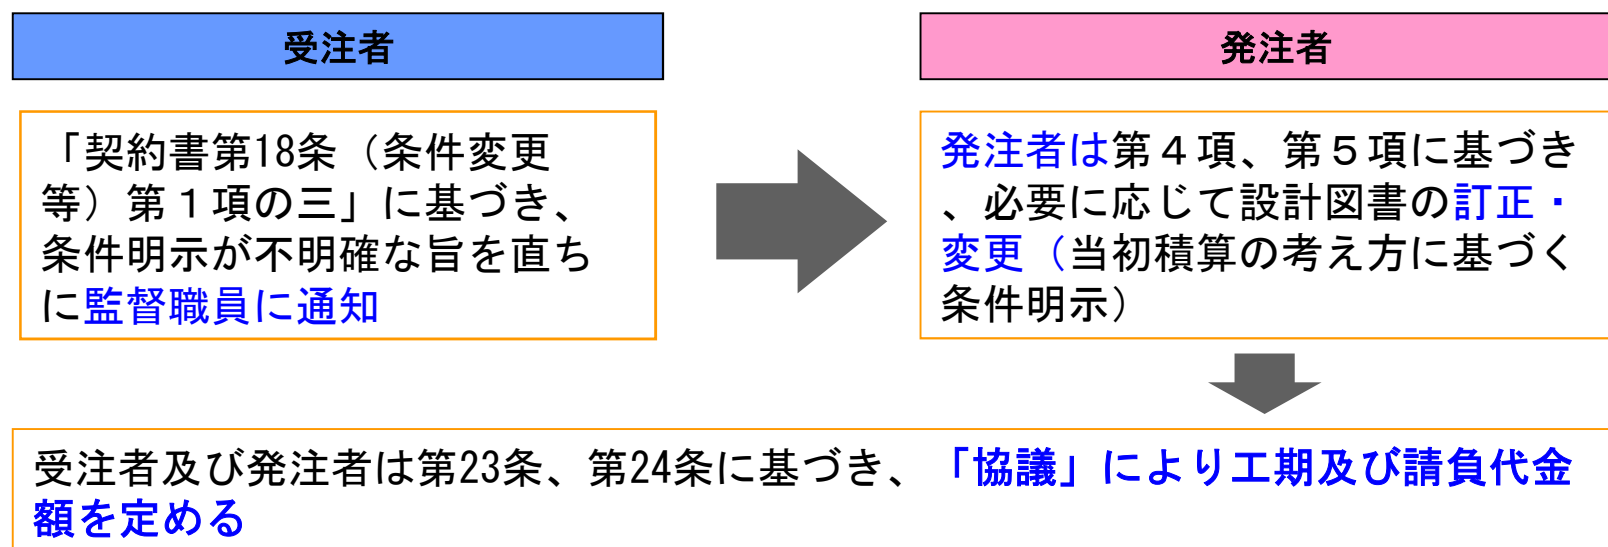 受注者
発注者
「契約書第18条（条件変更
等）第１項の三」に基づき、
条件明示が不明確な旨を直ち
に監督職員に通知
発注者は第４項、第５項に基づき
、必要に応じて設計図書の訂正・
変更（当初積算の考え方に基づく
条件明示）
受注者及び発注者は第23条、第24条に基づき、「協議」により工期及び請負代金
額を定める